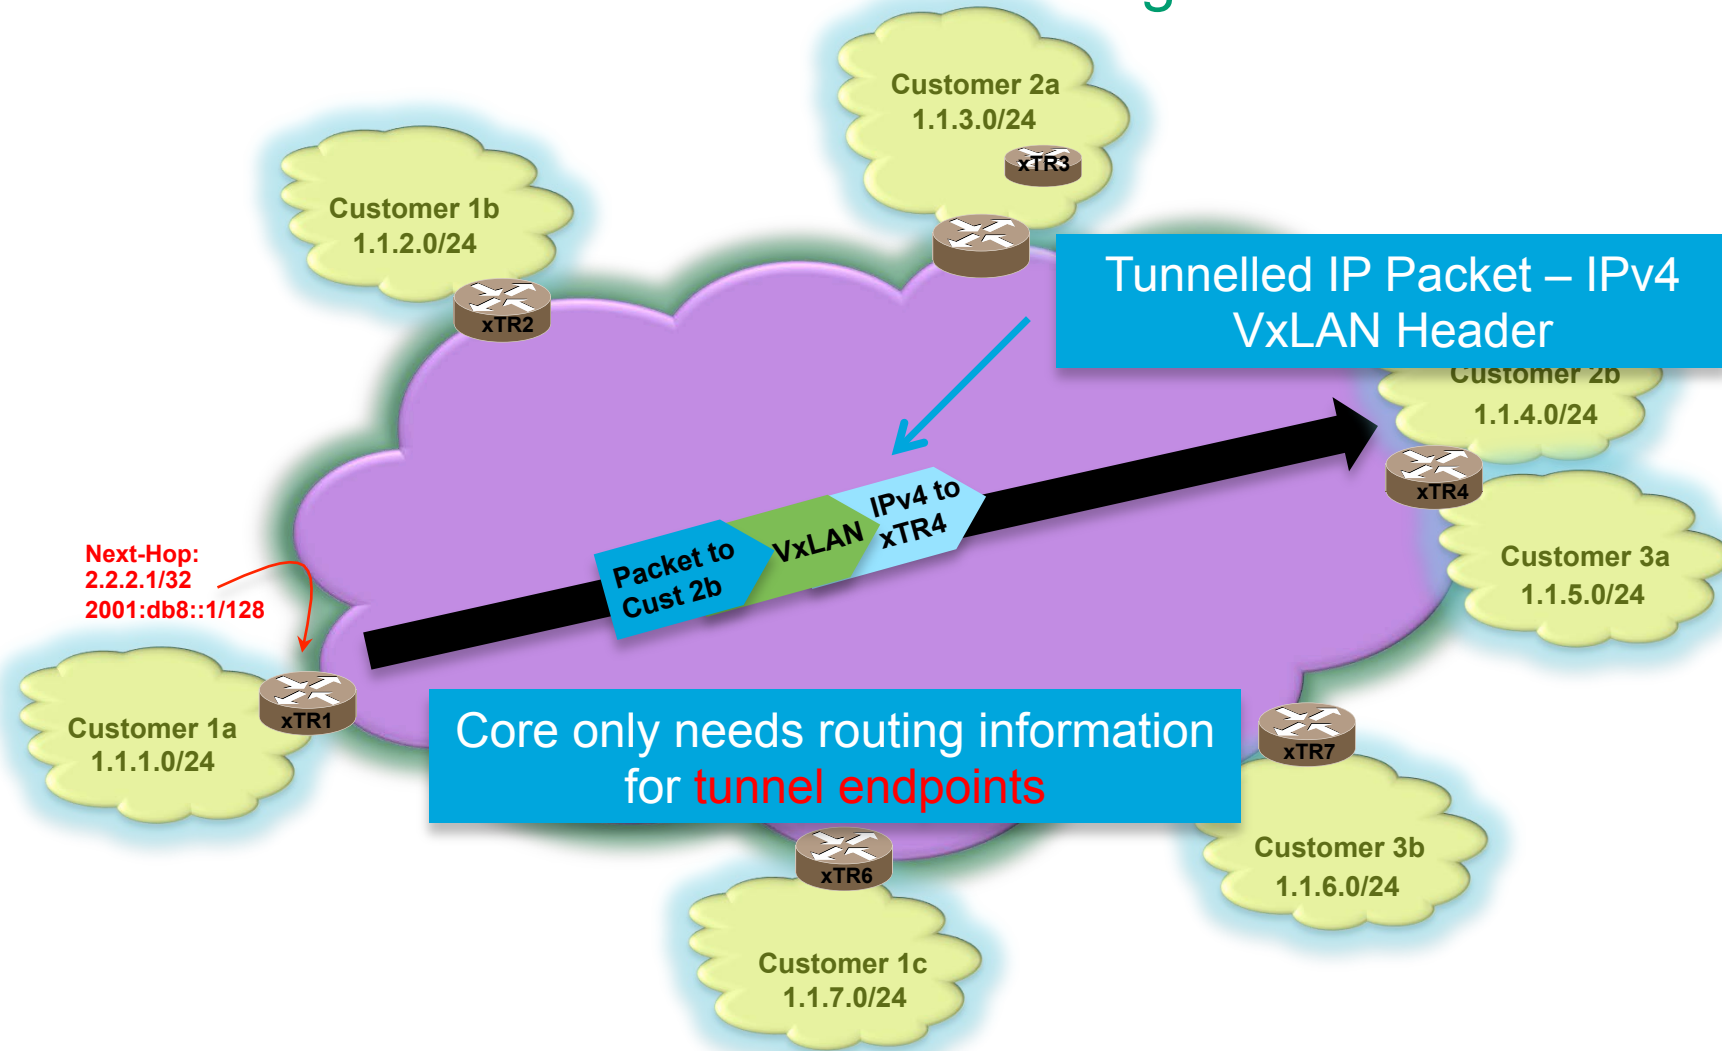 Customer 2a
1.1.3.0/24
xTR3
Customer 1b
1.1.2.0/24
xTR2
Tunnelled IP Packet – IPv4
VxLAN Header
Customer 2b
1.1.4.0/24
xTR4
IPv4 to
xTR4
VxLAN
Packet to
Cust 2b
Next-Hop:
2.2.2.1/32
2001:db8::1/128
Customer 3a
1.1.5.0/24
xTR1
Customer 1a
1.1.1.0/24
Core only needs routing information
for tunnel endpoints
xTR7
Customer 3b
1.1.6.0/24
xTR6
Customer 1c
1.1.7.0/24